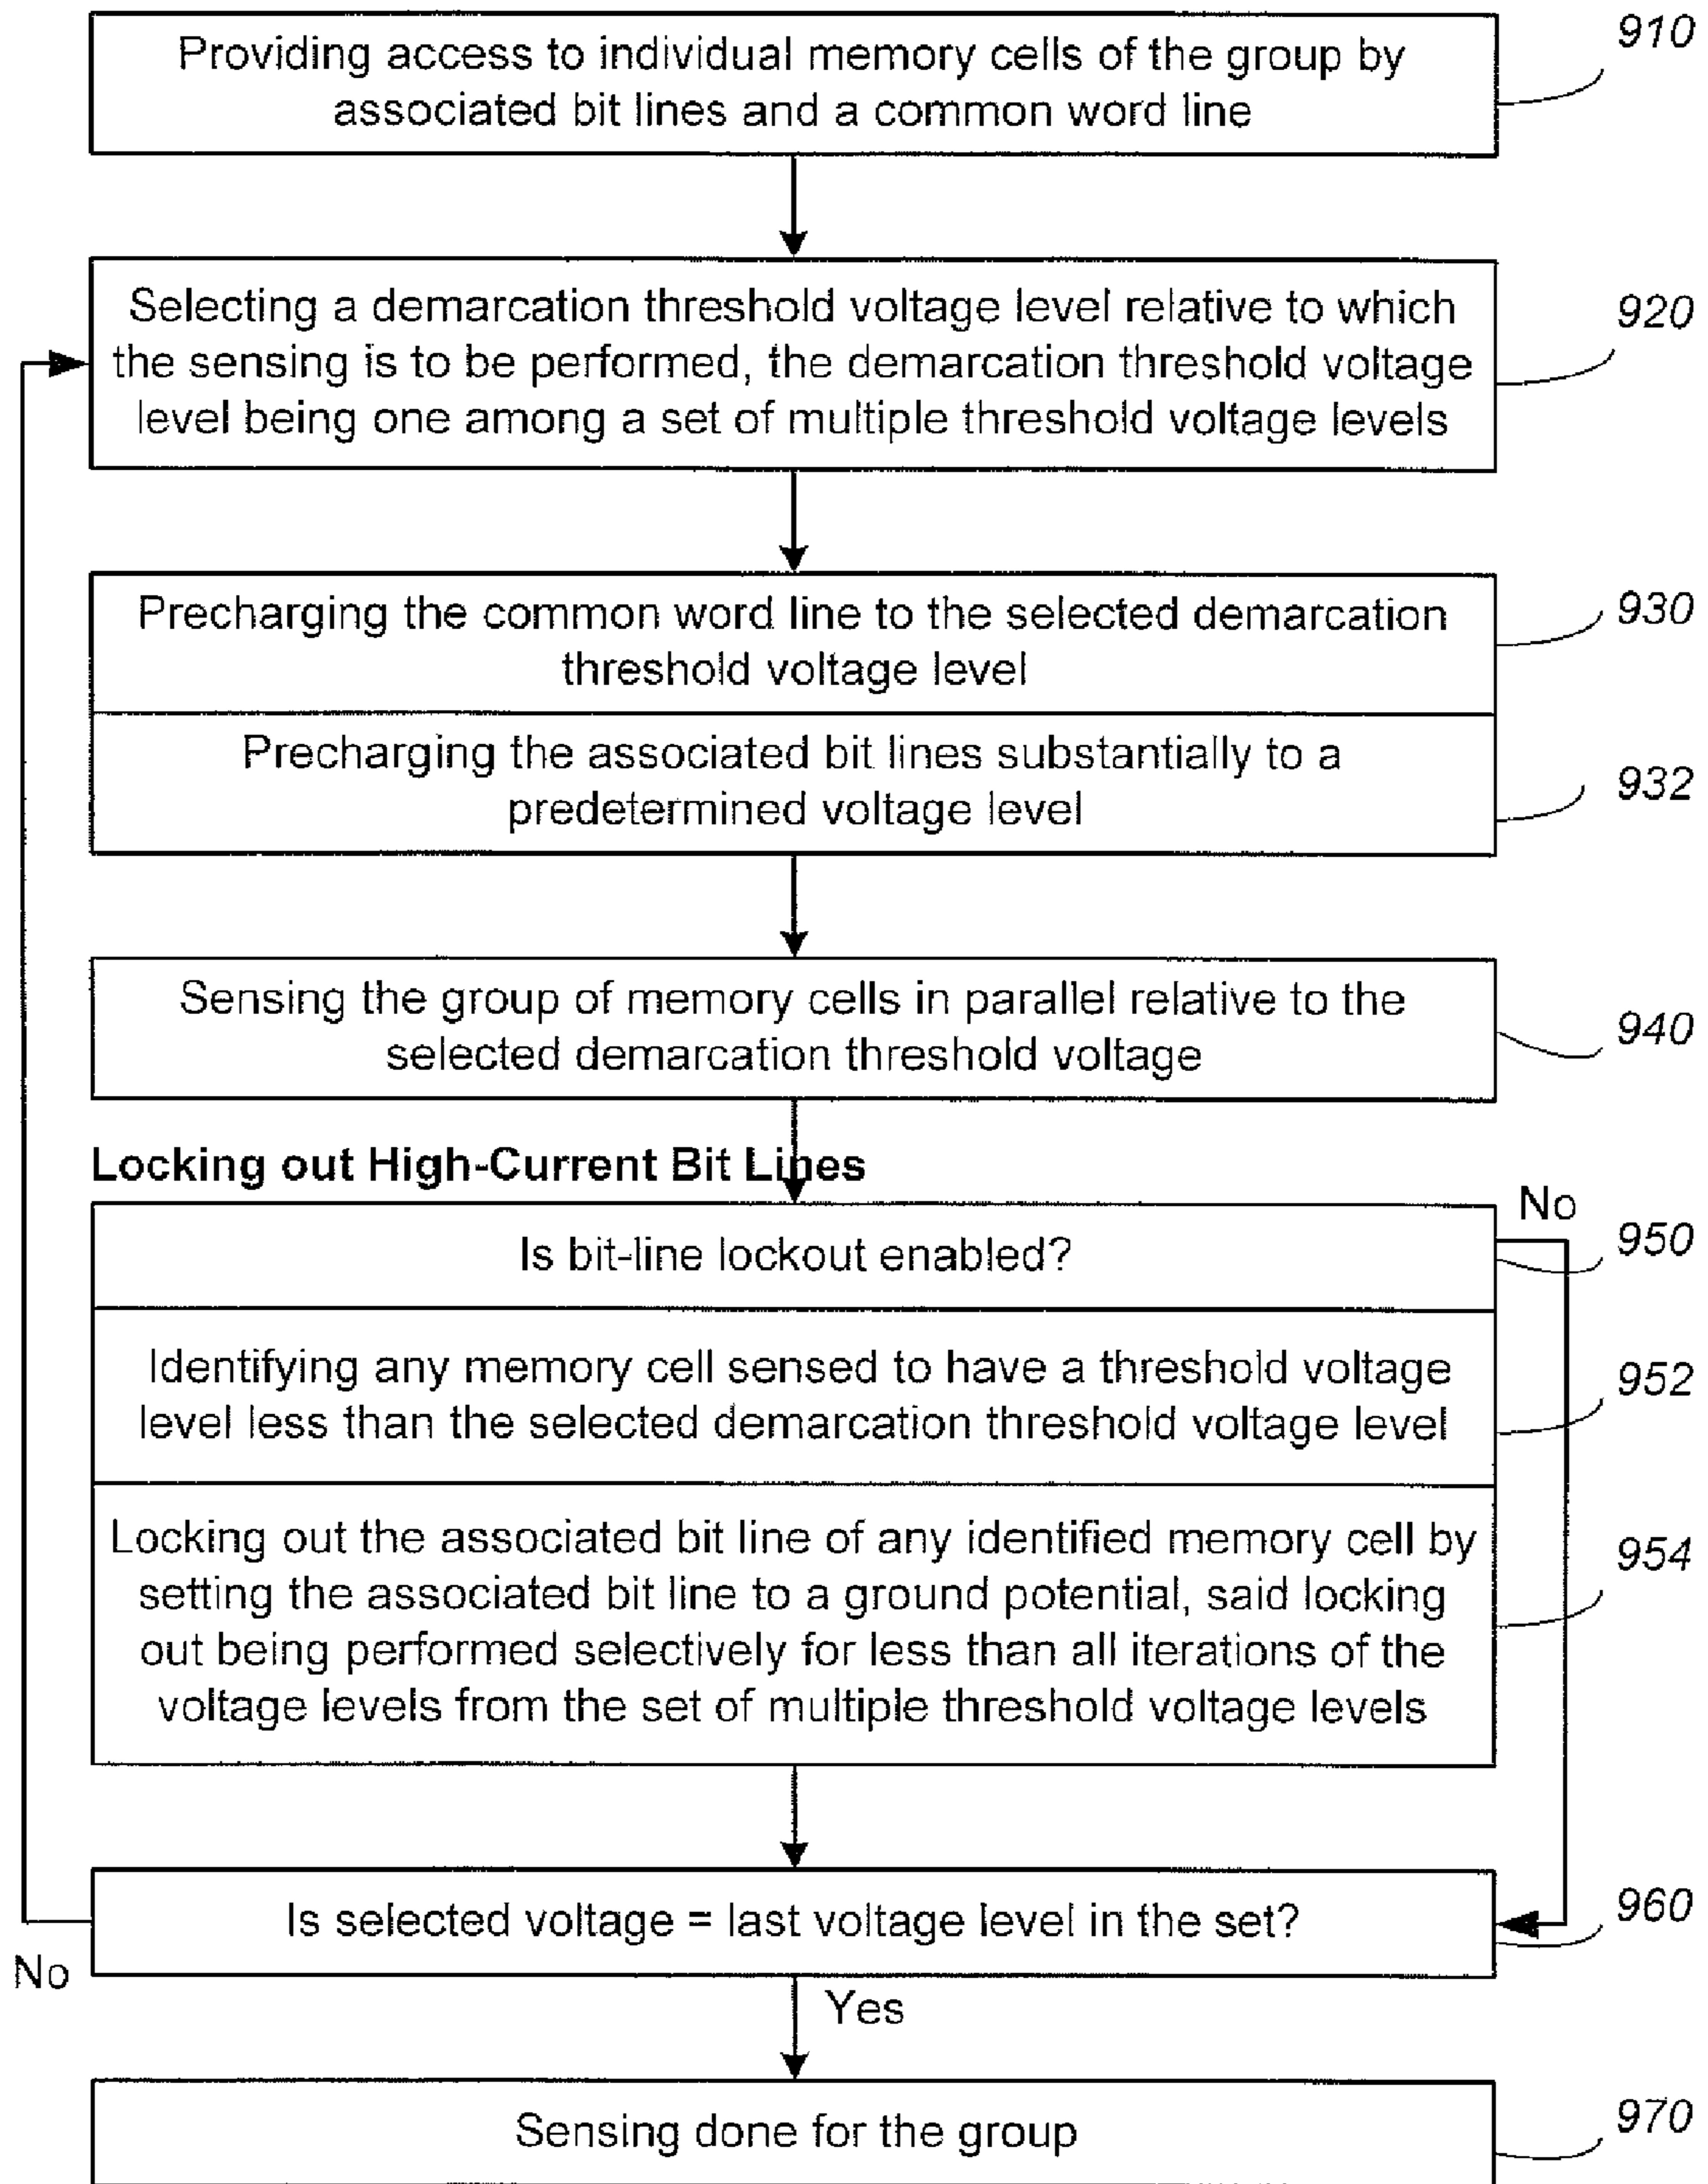 Providing access to individual memory cells of the group by
associated bit lines and a common word line
910
Selecting a demarcation threshold voltage level relative to which
the sensing is to be performed, the demarcation threshold voltage
level being one among a set of multiple threshold voltage levels
920
Precharging the common word line to the selected demarcation
threshold voltage level
930
Precharging the associated bit lines substantially to a
predetermined voltage level
932
Sensing the group of memory cells in parallel relative to the
selected demarcation threshold voltage
940
Locking out High-Current Bit Lines
No
Is bit-line lockout enabled?
950
Identifying any memory cell sensed to have a threshold voltage
level less than the selected demarcation threshold voltage level
952
Locking out the associated bit line of any identified memory cell by
setting the associated bit line to a ground potential, said locking
out being performed selectively for less than all iterations of the
voltage levels from the set of multiple threshold voltage levels
954
Is selected voltage = last voltage level in the set?
960
No
Yes
Sensing done for the group
970